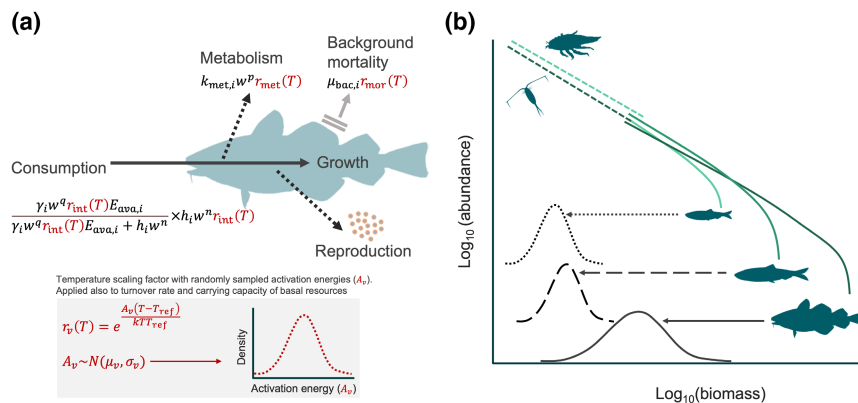 (a)
Metabolism
k_met,i w^p r_met(T)
Background
mortality
μ_bac,i r_mor(T)
Consumption
Growth
γ_i w^q r_int(T)E_ava,i
γ_i w^q r_int(T)E_ava,i + h_i w^n
×h_i w^n r_int(T)
Reproduction
Temperature scaling factor with randomly sampled activation energies (A_v).
Applied also to turnover rate and carrying capacity of basal resources
r_v(T) = e^(A_v(T−T_ref)/kTT_ref)
A_v~N(μ_v, σ_v)
Density
Activation energy (A_v)
(b)
Log10 (abundance)
Log10(biomass)